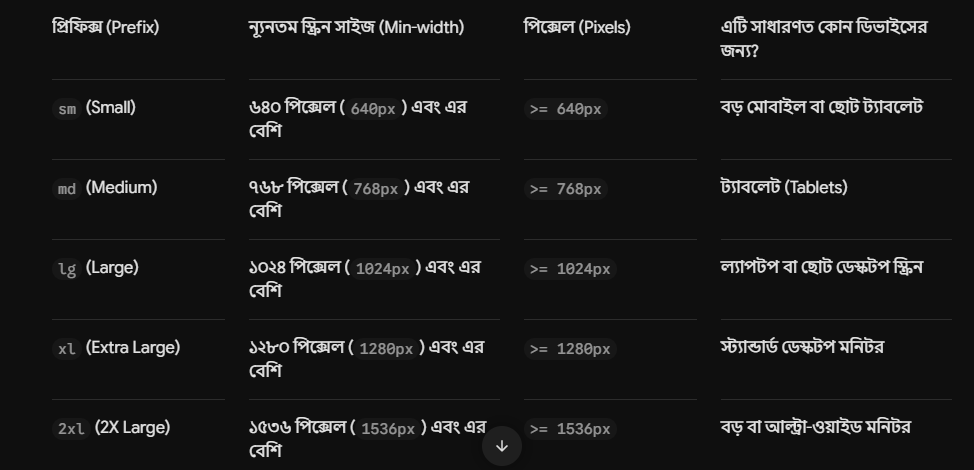 প্রিফিক্স (Prefix)
ন্যূনতম স্ক্রিন সাইজ (Min-width)
পিক্সেল (Pixels)
এটি সাধারণত কোন ডিভাইসের
জন্য?
sm (Small)
৬৪০ পিক্সেল ( 640px ) এবং এর
বেশি
>= 640px
বড় মোবাইল বা ছোট ট্যাবলেট
md (Medium)
৭৬৮ পিক্সেল ( 768px ) এবং এর
বেশি
>= 768px
ট্যাবলেট (Tablets)
lg (Large)
১০২৪ পিক্সেল ( 1024px ) এবং এর
বেশি
>= 1024px
ল্যাপটপ বা ছোট ডেস্কটপ স্ক্রিন
xl (Extra Large)
১২৮০ পিক্সেল ( 1280px ) এবং এর
বেশি
>= 1280px
স্ট্যান্ডার্ড ডেস্কটপ মনিটর
2xl (2X Large)
১৫৩৬ পিক্সেল ( 1536px ) এবং এর
বেশি
>= 1536px
বড় বা আল্ট্রা-ওয়াইড মনিটর